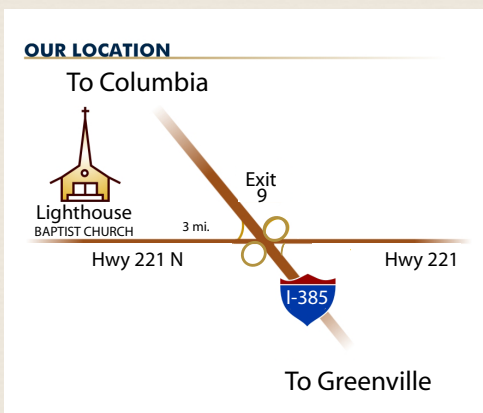 OUR LOCATION
To Columbia
Exit
9
Lighthouse
BAPTIST CHURCH
3 mi.
Hwy 221 N
Hwy 221
I-385
To Greenville